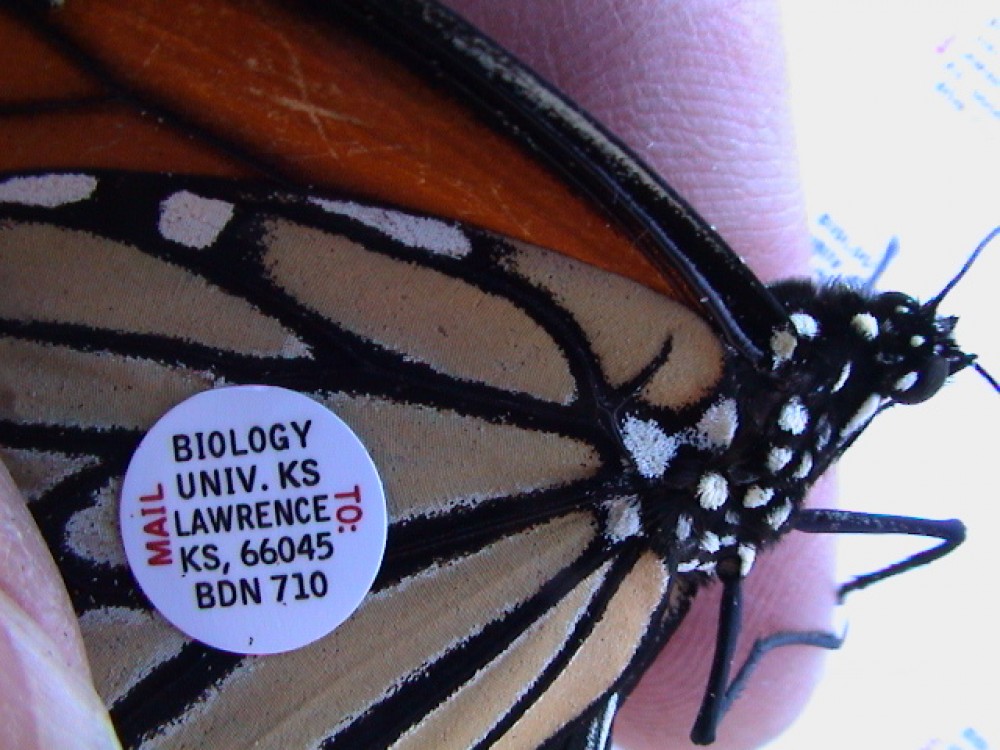 BIOLOGY
UNIV. KS
LAWRENCE
KS, 66045
BDN 710
MAIL
TO: